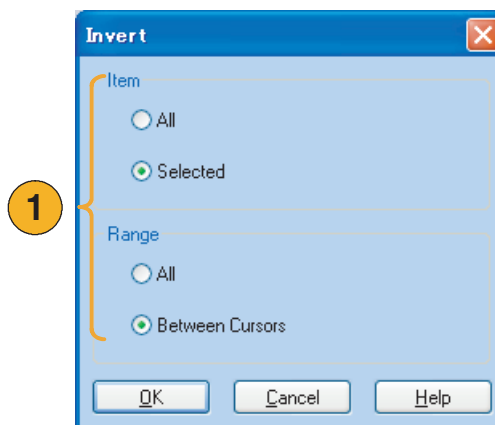 Invert
Item
All
Selected
1
Range
All
Between Cursors
OK Cancel Help